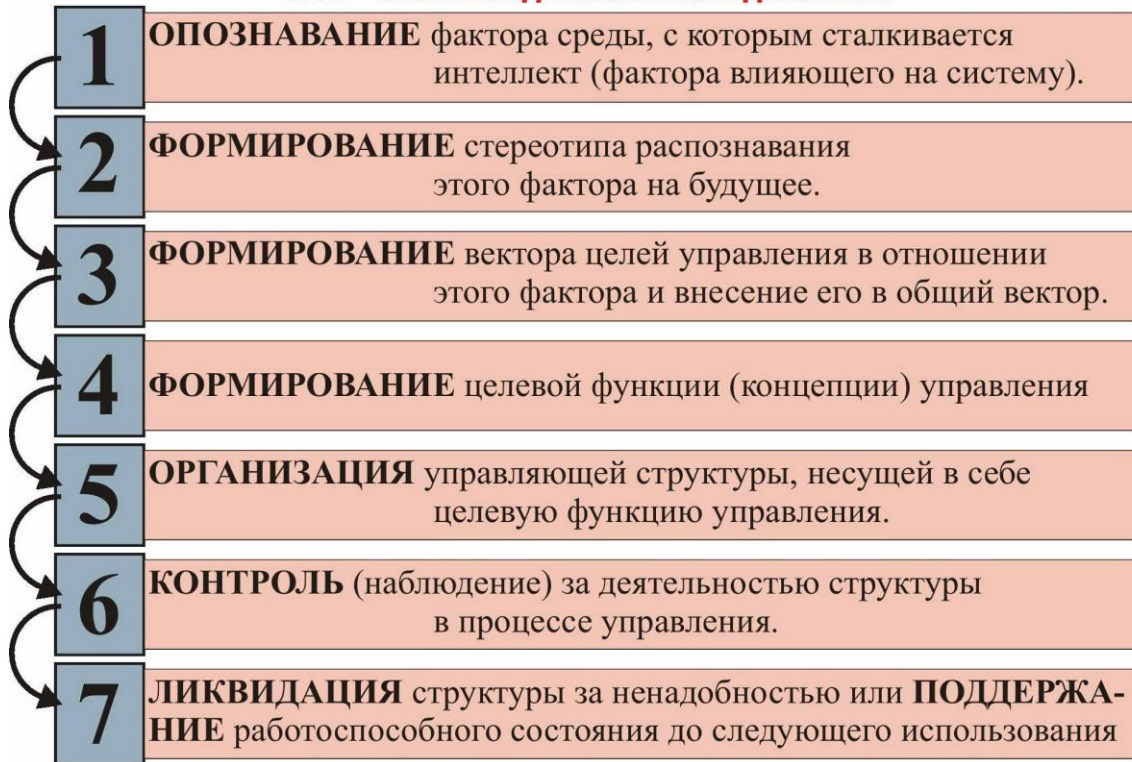 1
ОПОЗНАВАНИЕ фактора среды, с которым сталкивается
интеллект (фактора влияющего на систему).
2
ФОРМИРОВАНИЕ стереотипа распознавания
этого фактора на будущее.
3
ФОРМИРОВАНИЕ вектора целей управления в отношении
этого фактора и внесение его в общий вектор.
4
ФОРМИРОВАНИЕ целевой функции (концепции) управления
5
ОРГАНИЗАЦИЯ управляющей структуры, несущей в себе
целевую функцию управления.
6
КОНТРОЛЬ (наблюдение) за деятельностью структуры
в процессе управления.
7
ЛИКВИДАЦИЯ структуры за ненадобностью или ПОДДЕРЖА-
НИЕ работоспособного состояния до следующего использования